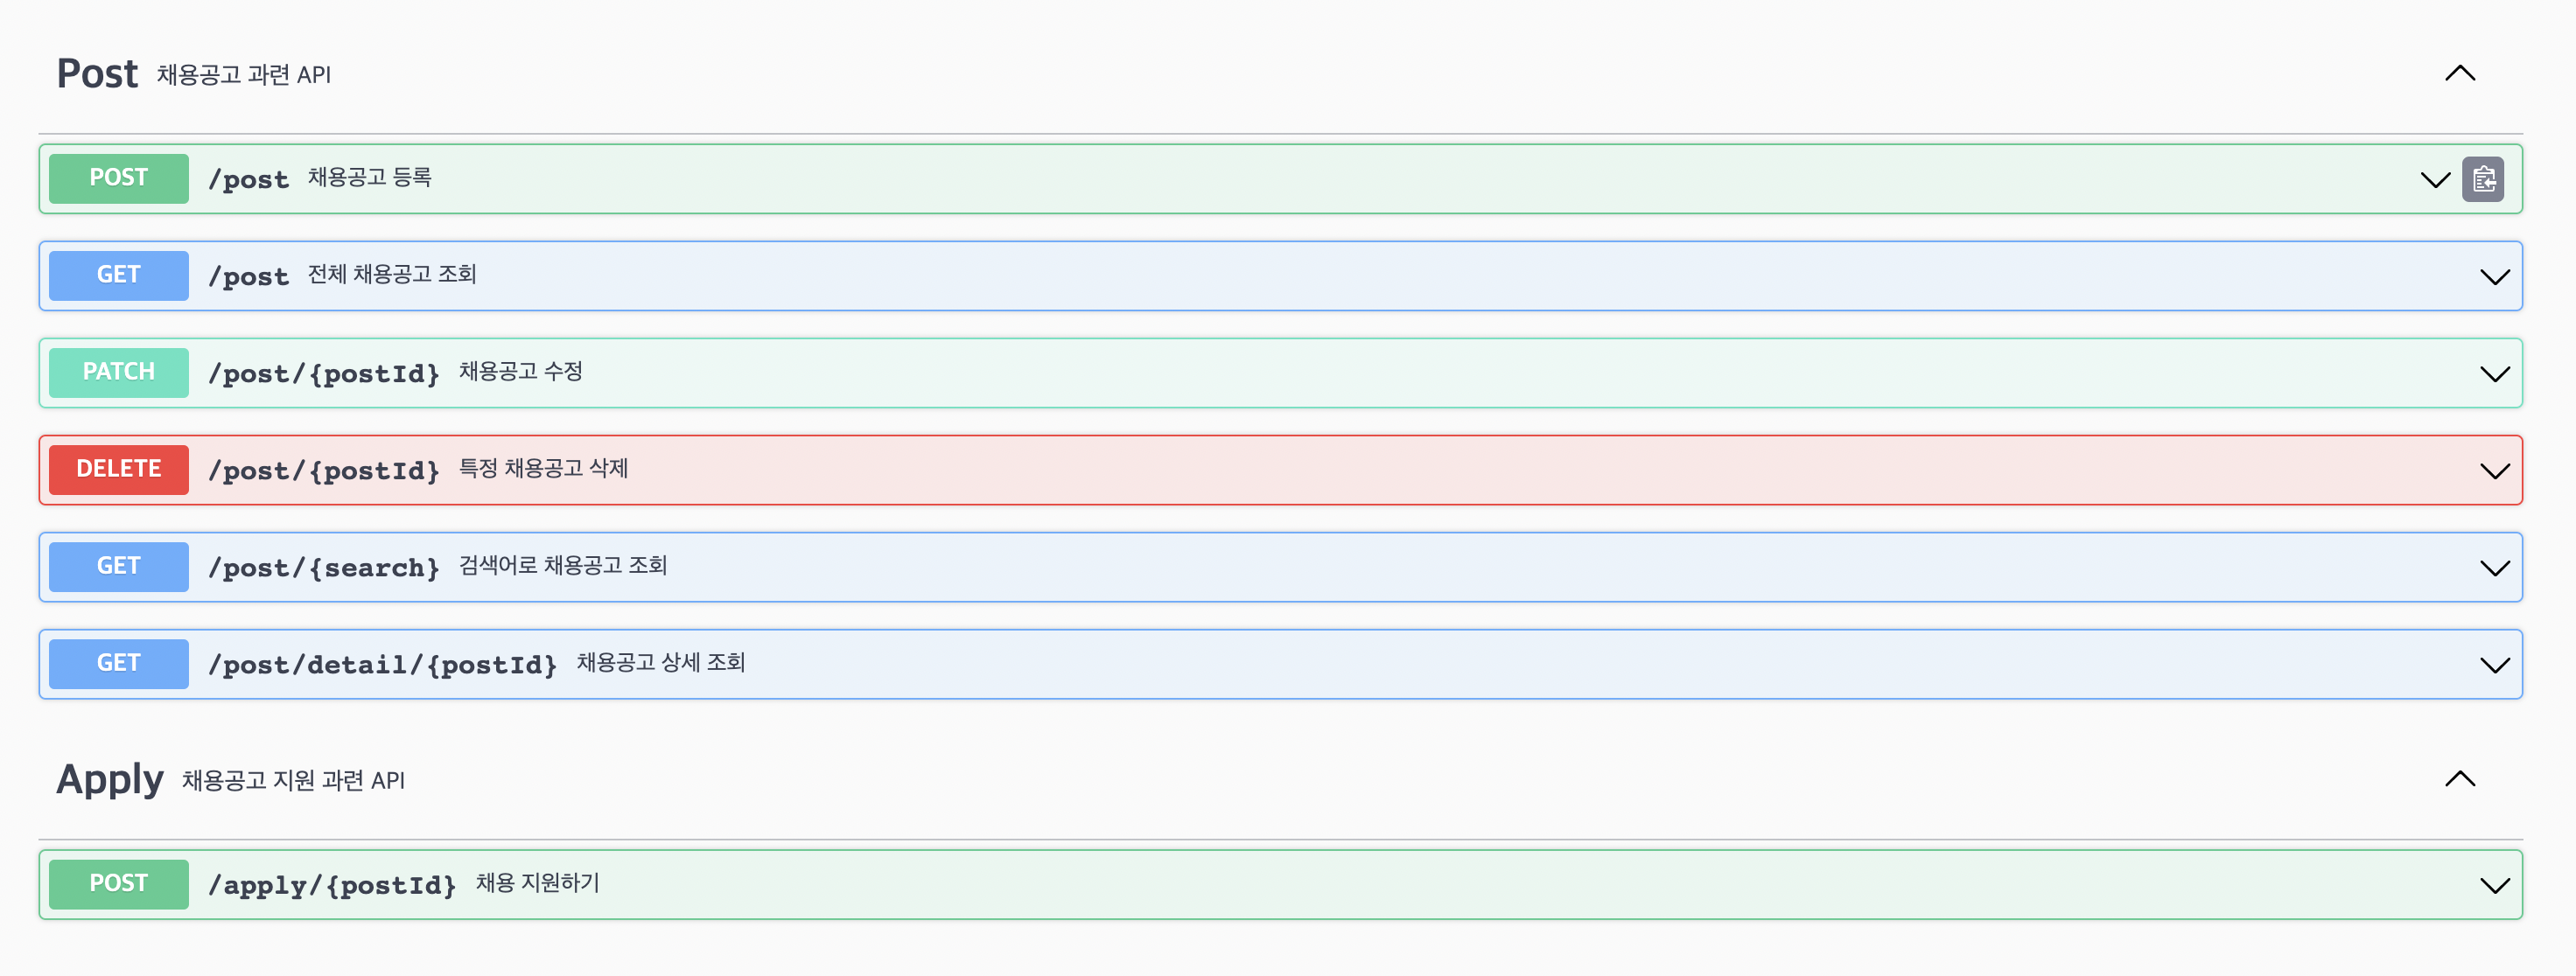 Post 채용공고 과련 API
POST /post 채용공고 등록
GET /post 전체 채용공고 조회
PATCH /post/{postId} 채용공고 수정
DELETE /post/{postId} 특정 채용공고 삭제
GET /post/{search} 검색어로 채용공고 조회
GET /post/detail/{postId} 채용공고 상세 조회
Apply 채용공고 지원 과련 API
POST /apply/{postId} 채용 지원하기